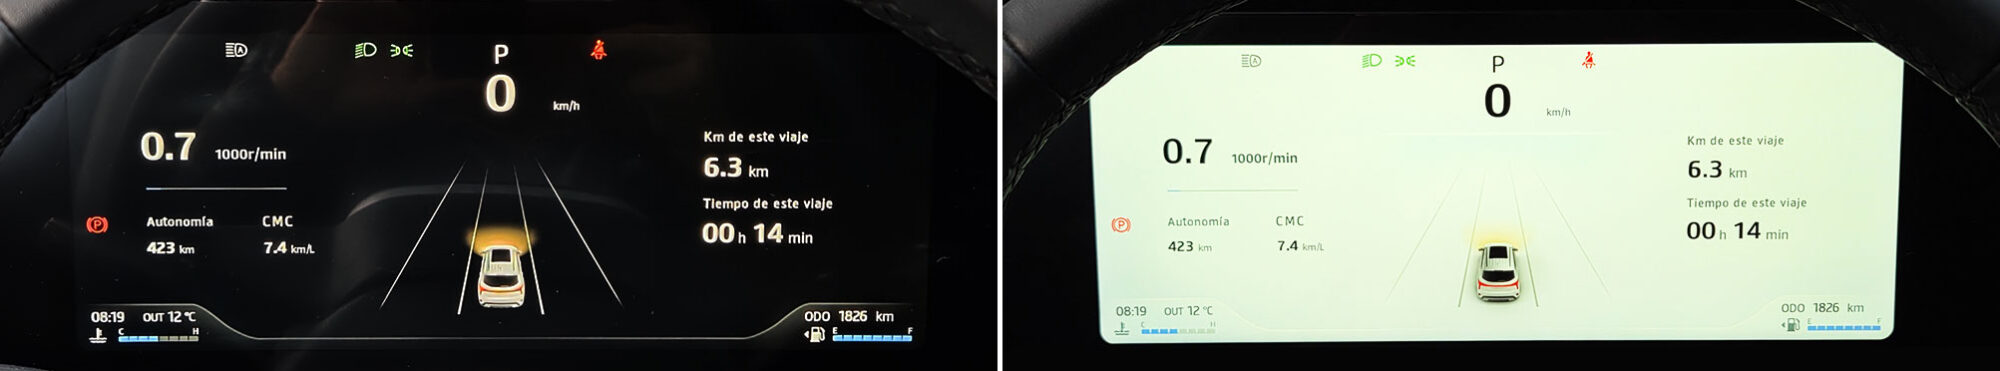 P
0 km/h
0.7 1000r/min
Km de este viaje
6.3 km
Tiempo de este viaje
00 h 14 min
P
Autonomía CMC
423 km 7.4 km/L
08:19 OUT 12 °C
C H
ODO 1826 km
E F
P
0 km/h
0.7 1000r/min
Km de este viaje
6.3 km
Tiempo de este viaje
00 h 14 min
P
Autonomía CMC
423 km 7.4 km/L
08:19 OUT 12 °C
C H
ODO 1826 km
E F